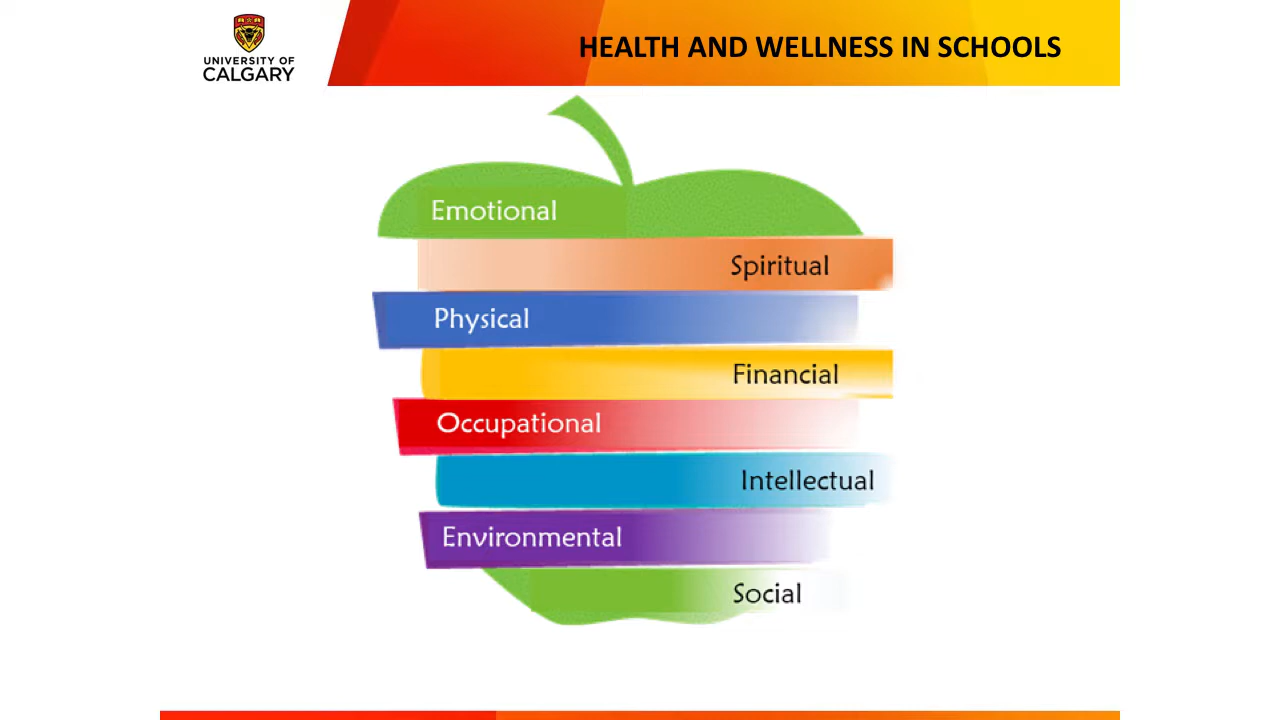 UNIVERSITY OF
CALGARY
HEALTH AND WELLNESS IN SCHOOLS
Emotional
Spiritual
Physical
Financial
Occupational
Intellectual
Environmental
Social